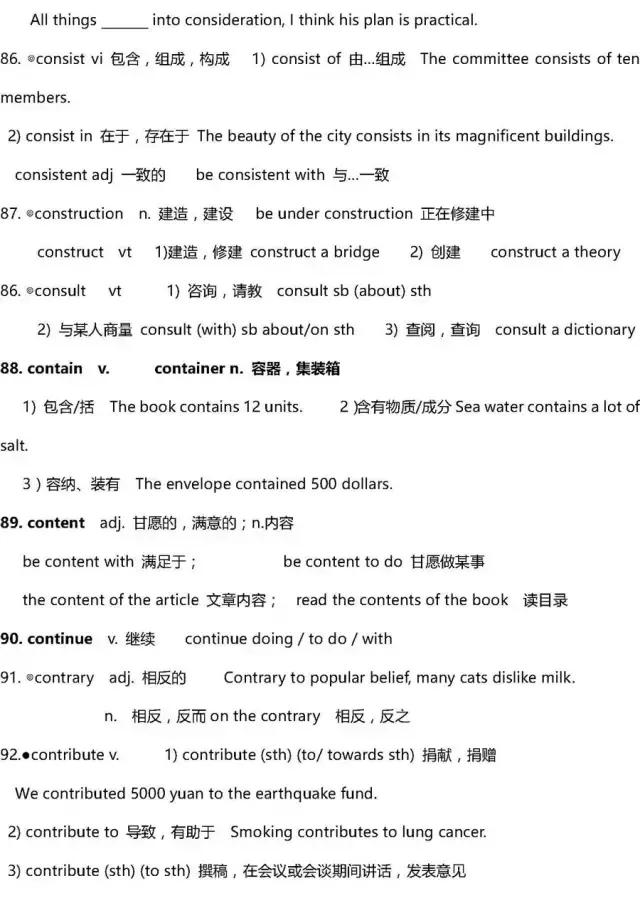 All things ______ into consideration, I think his plan is practical.
86. ⊙consist vi 包含，组成，构成 1) consist of 由…组成 The committee consists of ten
members.
2) consist in 在于，存在于 The beauty of the city consists in its magnificent buildings.
consistent adj 一致的 be consistent with 与…一致
87. ⊙construction n. 建造，建设 be under construction 正在修建中
construct vt 1)建造，修建 construct a bridge 2) 创建 construct a theory
86. ⊙consult vt 1) 咨询，请教 consult sb (about) sth
2) 与某人商量 consult (with) sb about/on sth 3) 查阅，查询 consult a dictionary
88. contain v. container n. 容器，集装箱
1) 包含/括 The book contains 12 units. 2 )含有物质/成分 Sea water contains a lot of
salt.
3 ) 容纳、装有 The envelope contained 500 dollars.
89. content adj. 甘愿的，满意的；n.内容
be content with 满足于； be content to do 甘愿做某事
the content of the article 文章内容； read the contents of the book 读目录
90. continue v. 继续 continue doing / to do / with
91. ⊙contrary adj. 相反的 Contrary to popular belief, many cats dislike milk.
n. 相反，反而 on the contrary 相反，反之
92.●contribute v. 1) contribute (sth) (to/ towards sth) 捐献，捐赠
We contributed 5000 yuan to the earthquake fund.
2) contribute to 导致，有助于 Smoking contributes to lung cancer.
3) contribute (sth) (to sth) 撰稿，在会议或会谈期间讲话，发表意见